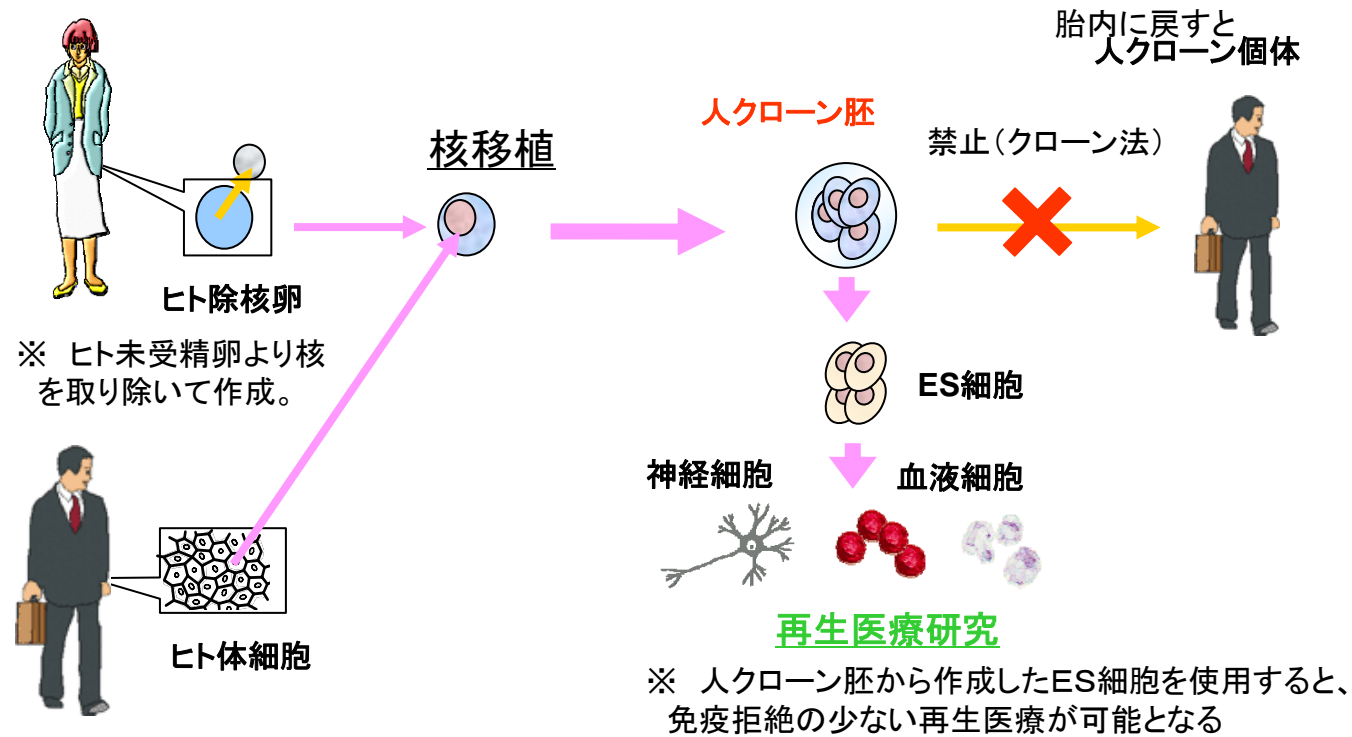 胎内に戻すと
人クローン個体
人クローン胚
禁止（クローン法）
核移植
ヒト除核卵
※　ヒト未受精卵より核
を取り除いて作成。
ES細胞
神経細胞
血液細胞
ヒト体細胞
再生医療研究
※　人クローン胚から作成したＥＳ細胞を使用すると、
免疫拒絶の少ない再生医療が可能となる